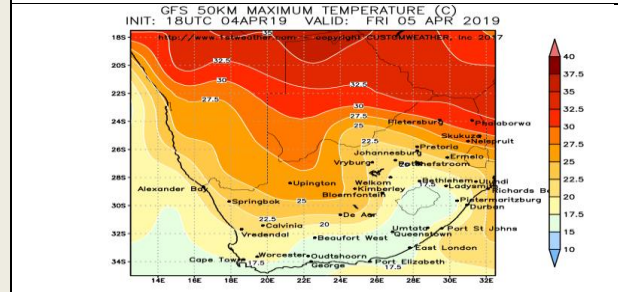 GFS 50KM MAXIMUM TEMPERATURE (C)
INIT: 18UTC 04APR19 VALID: FRI 05 APR 2019
35
18S
http://www.1stweather.com -- copyright CUSTOMWEATHER, Inc 2017
40
32.5
37.5
20S
30
32.5
35
22S
27.5
32.5
30
30
24S
27.5
Pietersburg
Phalaborwa
25
27.5
Skukuza
22.5
Nelspruit
26S
Pretoria
25
Johannesburg
Ermelo
Vryburg
Potchefstroom
22.5
28S
Welkom
Bethlehem
Ulundi
17.5
20
Alexander Bay
Upington
Kimberley
Ladysmith
Richards B
Bloemfontein
17.5
30S
Springbok
25
Pietermaritzburg
Durban
15
De Aar
22.5
20
Calvinia
Umtata
Port St Johns
10
32S
Vredendal
Beaufort West
Queenstown
East London
34S
Cape Town
17.5
Worcester
Oudtshoorn
George
Port Elizabeth
17.5
14E
16E
18E
20E
22E
24E
26E
28E
30E
32E